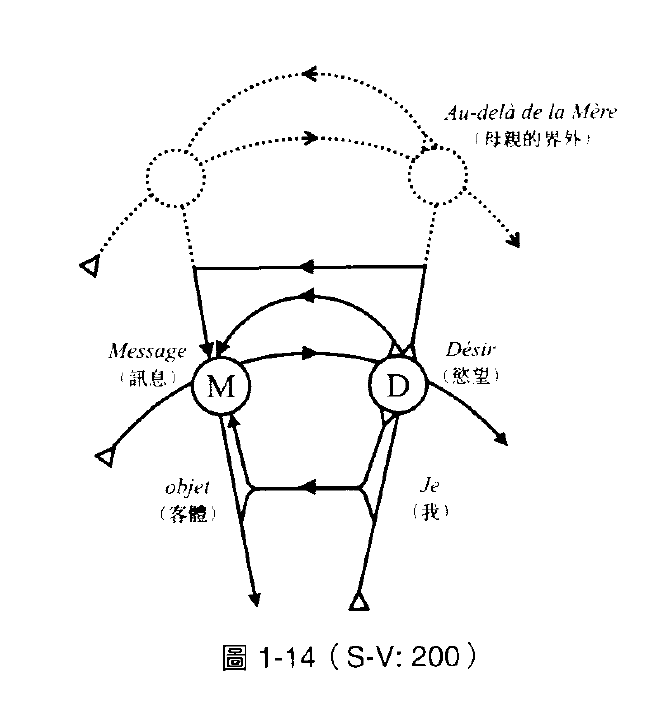 Au-delà de la Mère
（母親的界外）
Message
（訊息）
M
D
Désir
（慾望）
objet
（客體）
Je
（我）
圖 1-14（S-V: 200）